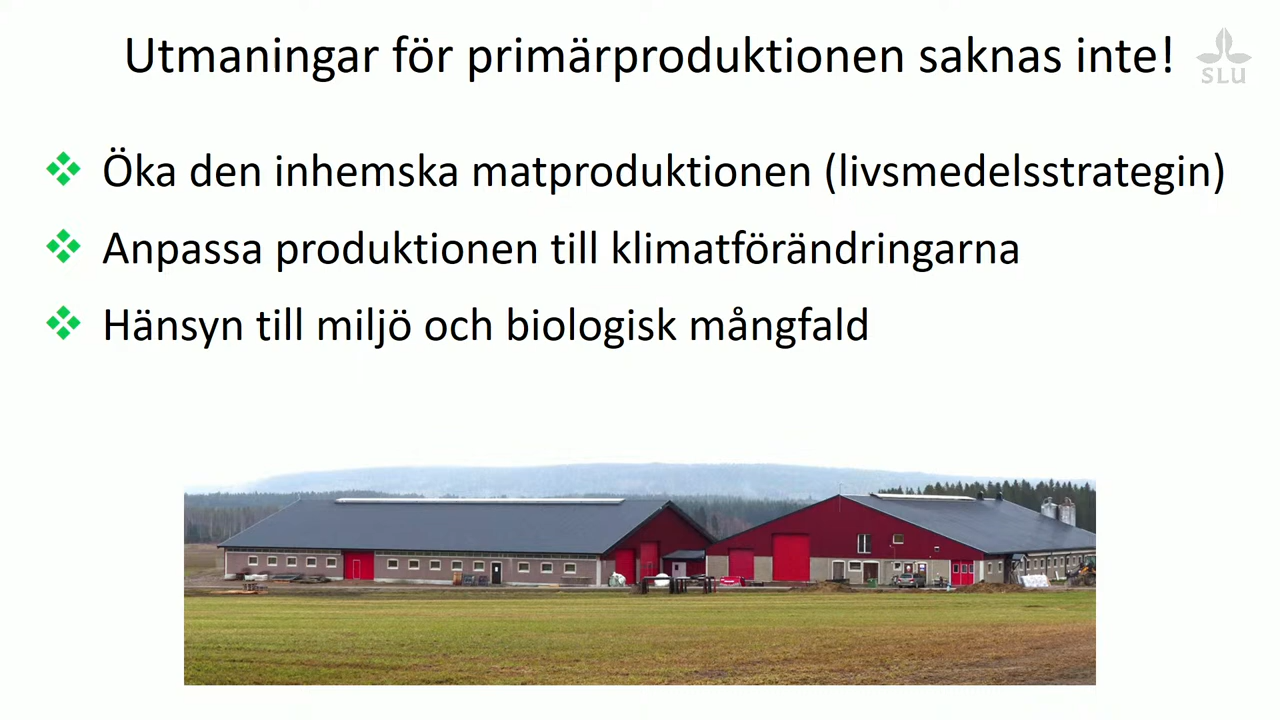 Utmaningar för primärproduktionen saknas inte!
SLU
Öka den inhemska matproduktionen (livsmedelsstrategin)
Anpassa produktionen till klimatförändringarna
Hänsyn till miljö och biologisk mångfald